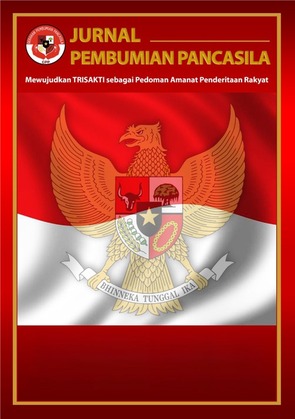 JURNAL
PEMBUMIAN PANCASILA
Mewujudkan TRISAKTI sebagai Pedoman Amanat Penderitaan Rakyat
BHINNEKA TUNGGAL IKA